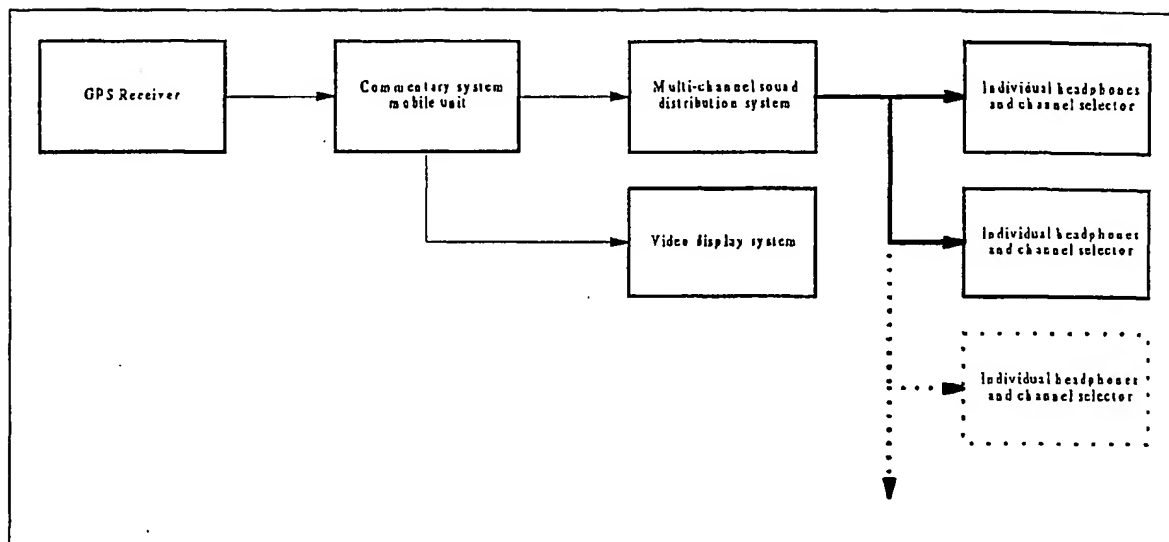 GPS Receiver
Commentary system
mobile unit
Multi-channel sound
distribution system
Individual headphones
and channel selector
Video display system
Individual headphones
and channel selector
Individual headphones
and channel selector